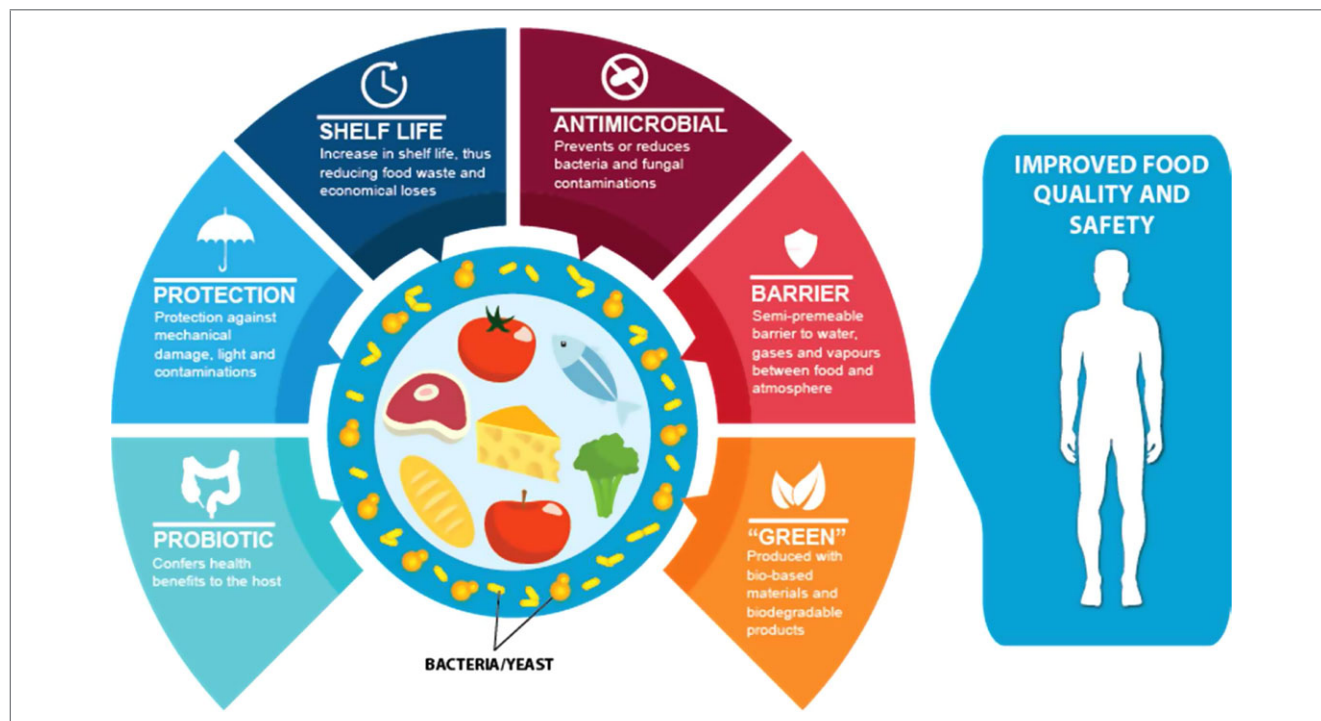 SHELF LIFE
Increase in shelf life, thus
reducing food waste and
economical loses
ANTIMICROBIAL
Prevents or reduces
bacteria and fungal
contaminations
PROTECTION
Protection against
mechanical
damage, light and
contaminations
BARRIER
Semi-premeable
barrier to water,
gases and vapours
between food and
atmosphere
PROBIOTIC
Confers health
benefits to the host
"GREEN"
Produced with
bio-based
materials and
biodegradable
products
BACTERIA/YEAST
IMPROVED FOOD
QUALITY AND
SAFETY